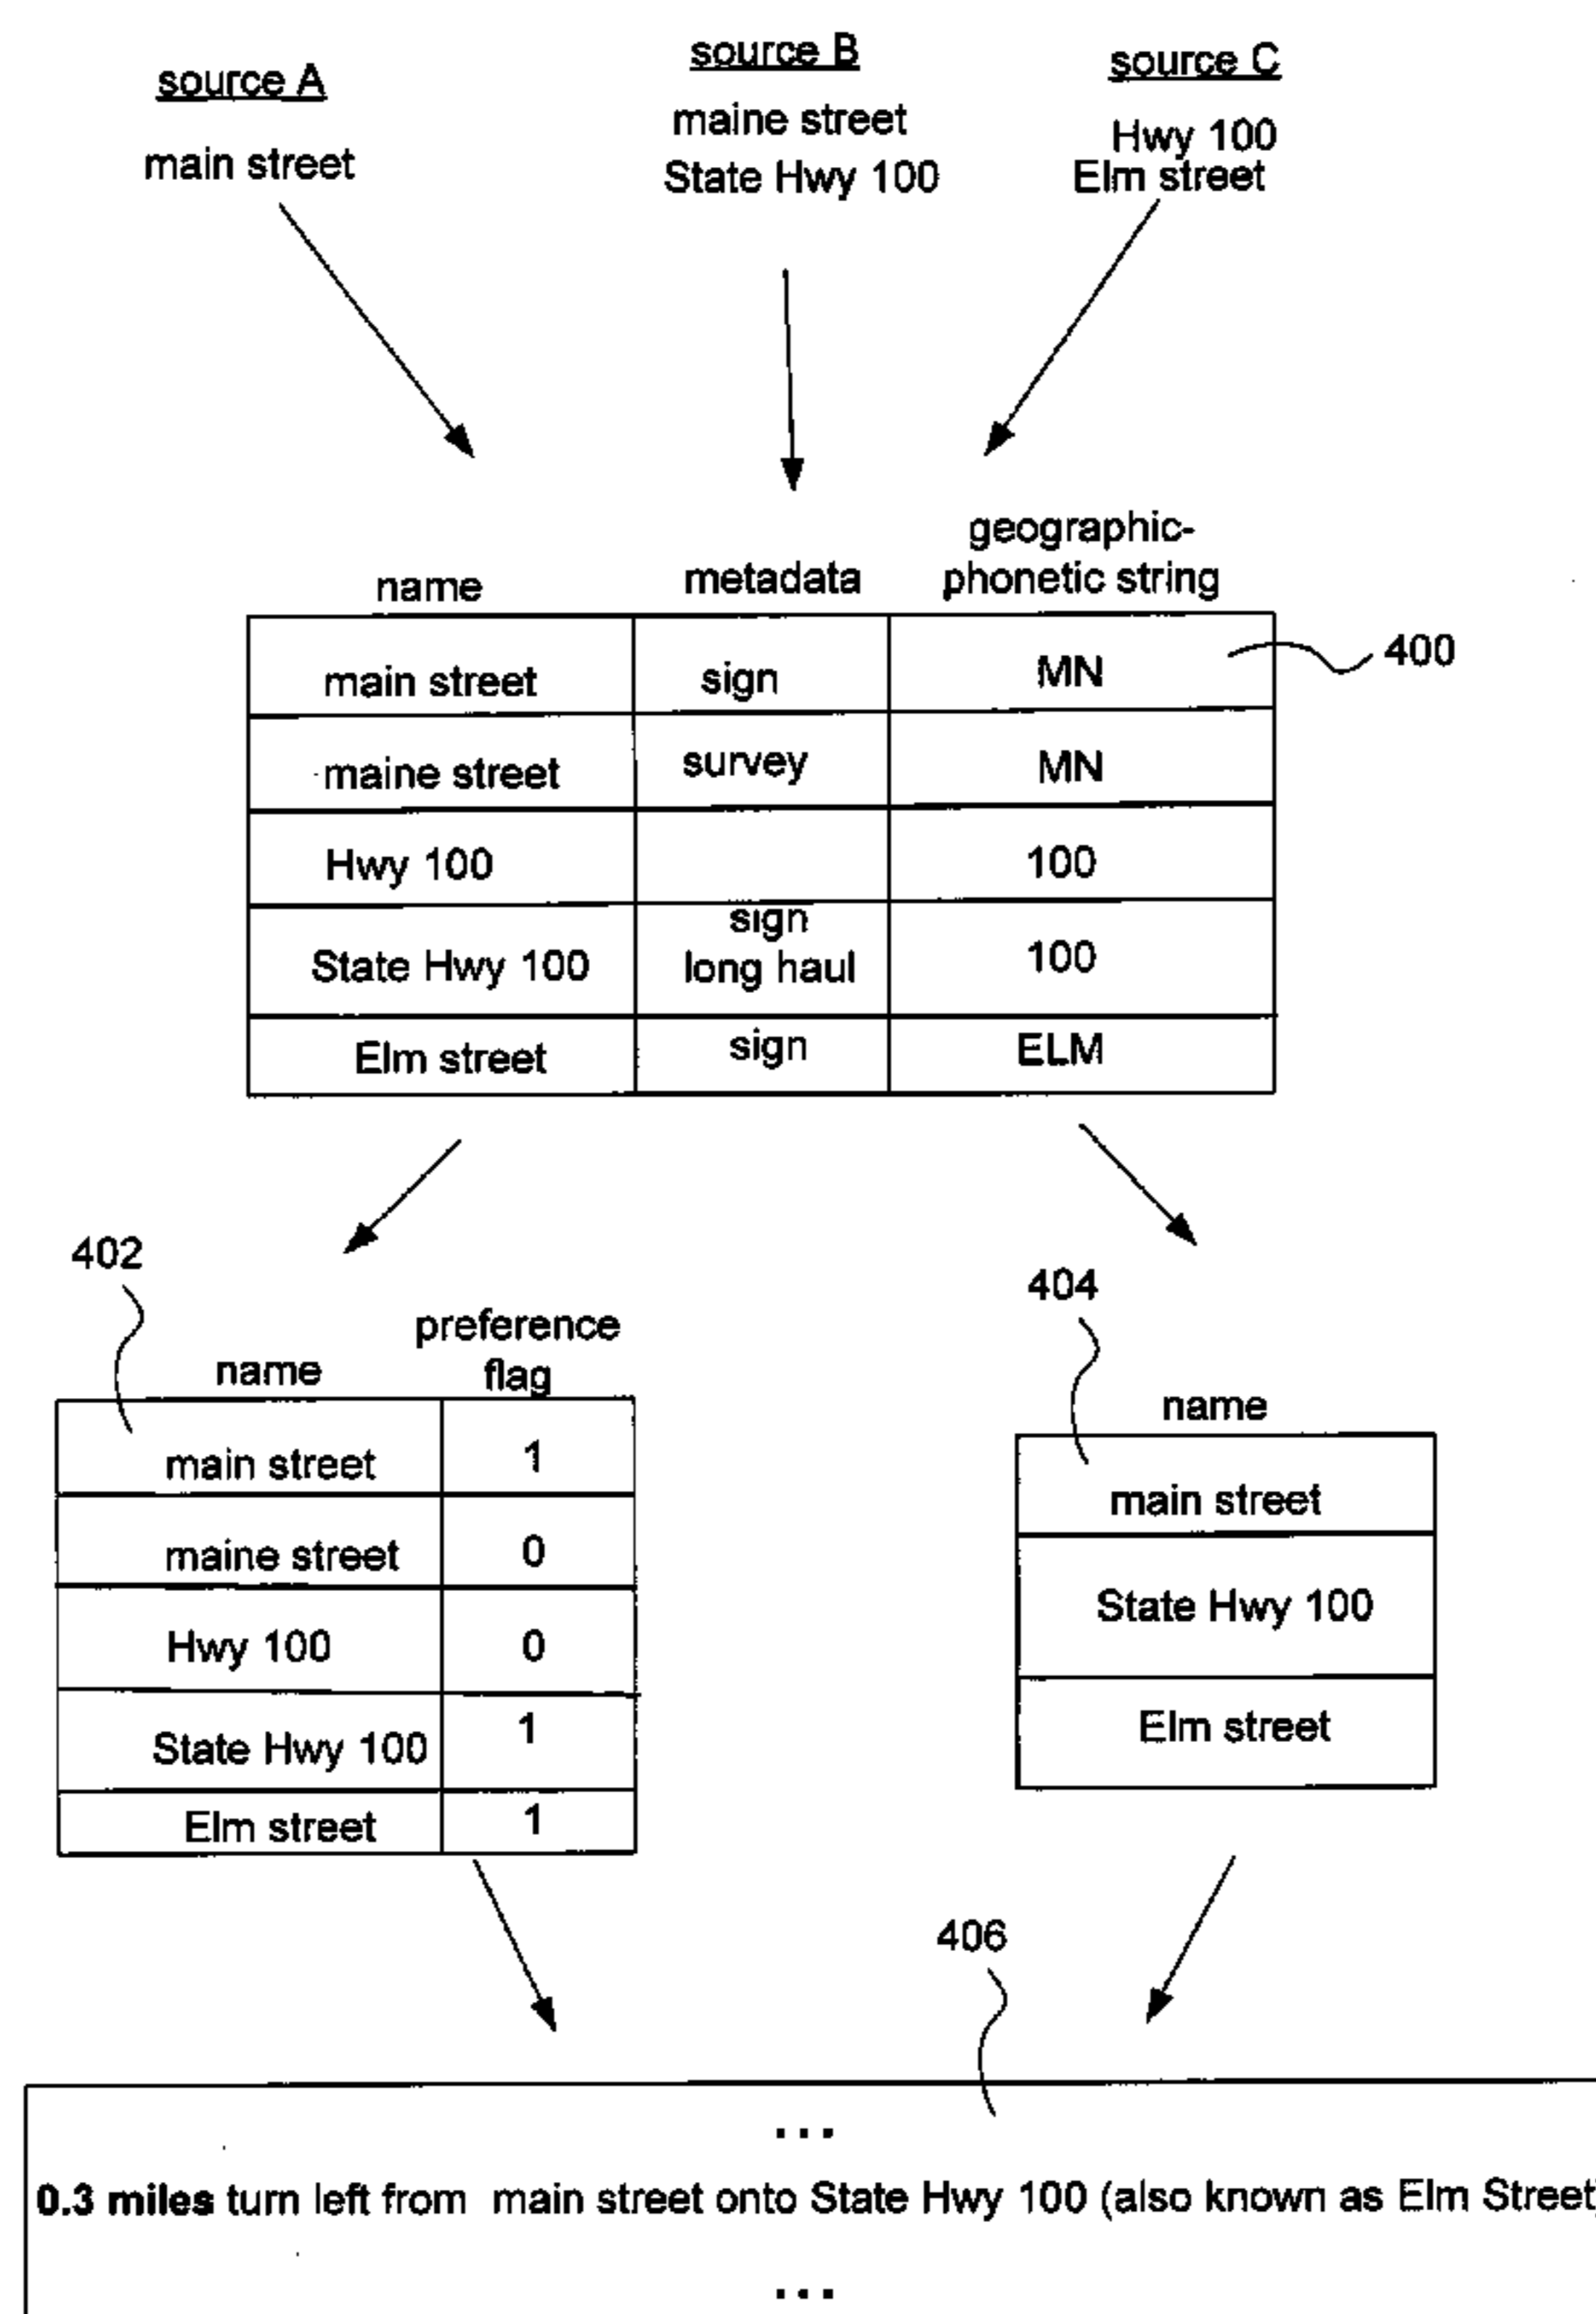 source A
main street
source B
maine street
State Hwy 100
source C
Hwy 100
Elm street
name metadata geographic-
phonetic string
400
main street sign MN
maine street survey MN
Hwy 100 100
State Hwy 100 sign
long haul 100
Elm street sign ELM
402
name preference
flag
main street 1
maine street 0
Hwy 100 0
State Hwy 100 1
Elm street 1
404
name
main street
State Hwy 100
Elm street
406
...
0.3 miles turn left from main street onto State Hwy 100 (also known as Elm Street)
...